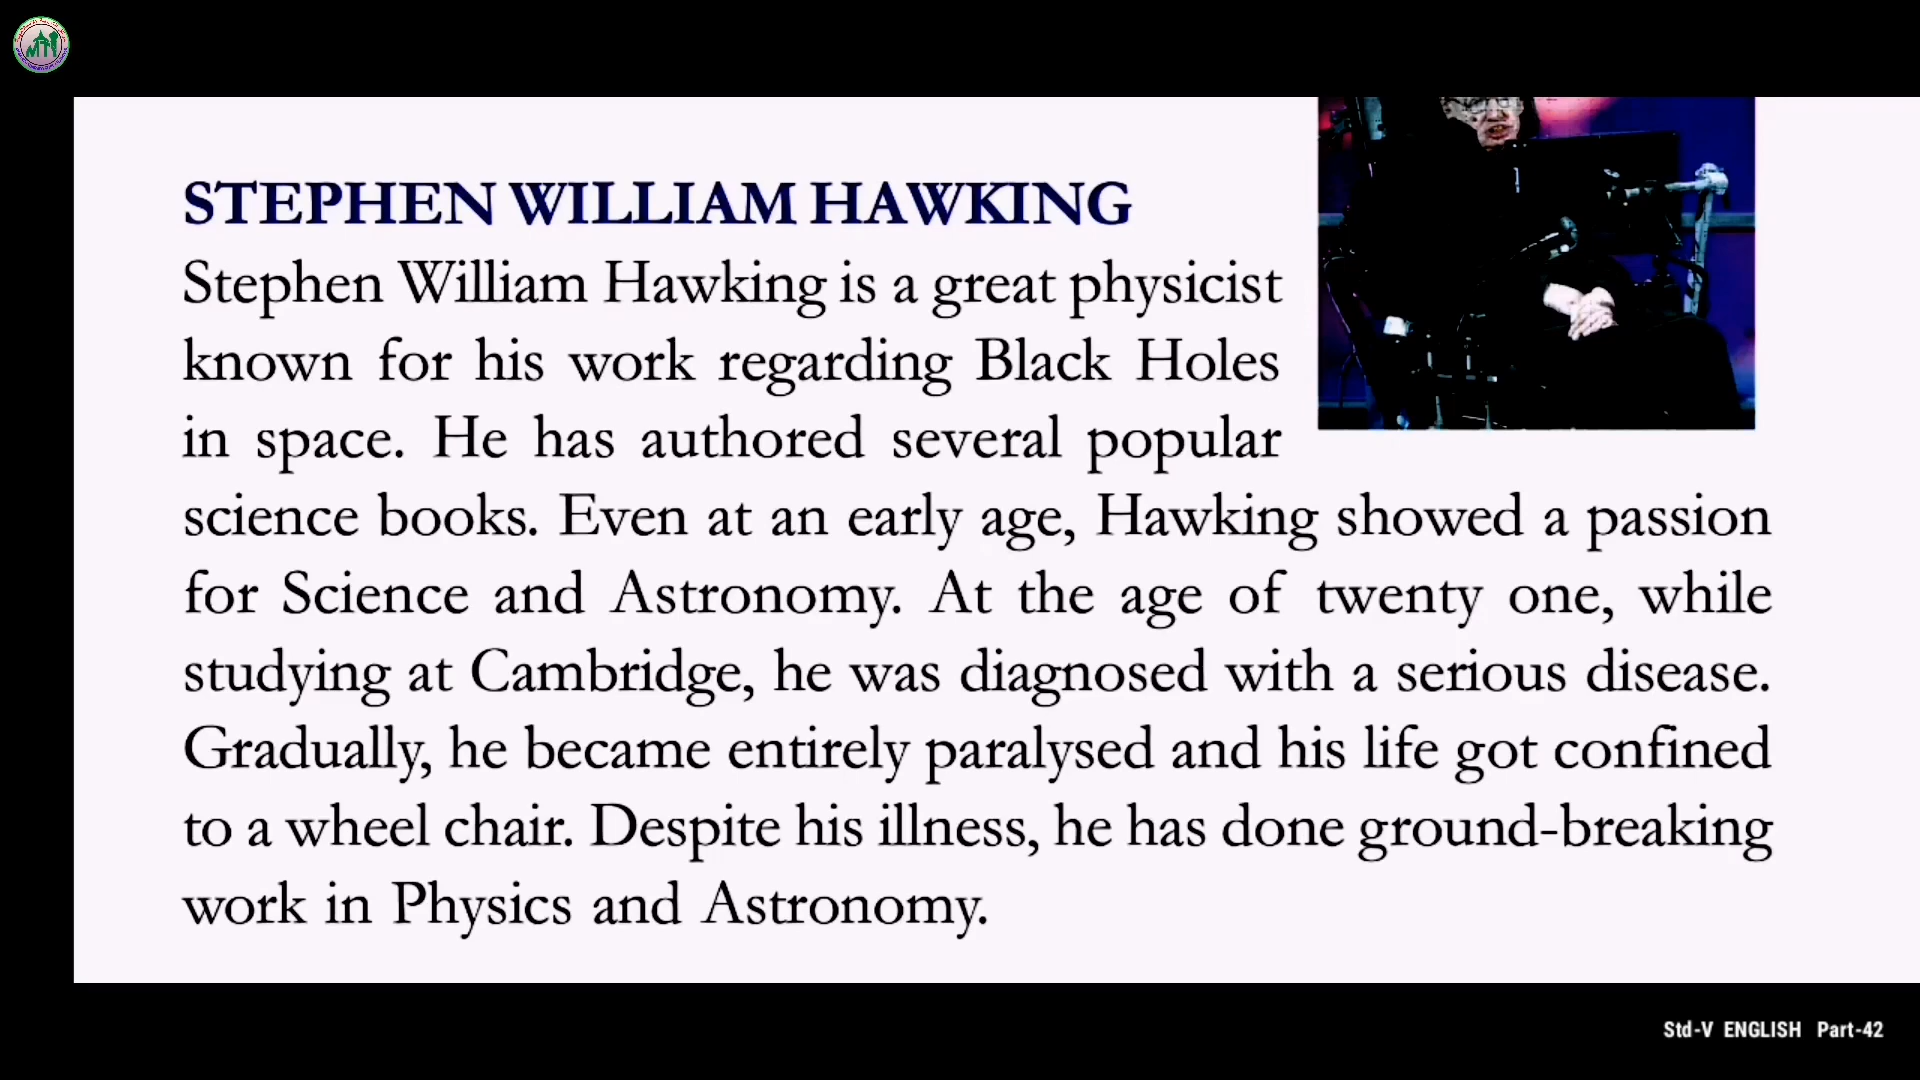 STEPHEN WILLIAM HAWKING
Stephen William Hawking is a great physicist
known for his work regarding Black Holes
in space. He has authored several popular
science books. Even at an early age, Hawking showed a passion
for Science and Astronomy. At the age of twenty one, while
studying at Cambridge, he was diagnosed with a serious disease.
Gradually, he became entirely paralysed and his life got confined
to a wheel chair. Despite his illness, he has done ground-breaking
work in Physics and Astronomy.
Std-V ENGLISH Part-42